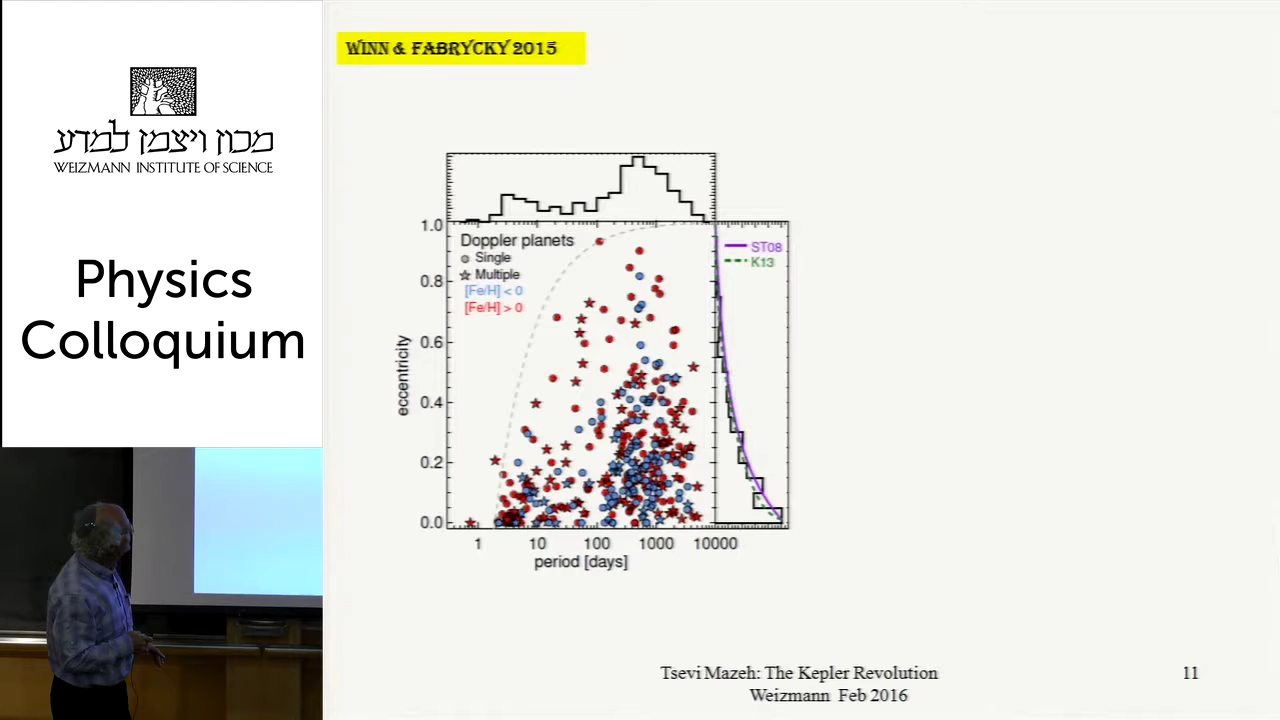 מכון ויצמן למדע
WEIZMANN INSTITUTE OF SCIENCE
Physics
Colloquium
WINN & FABRYCKY 2015
Doppler planets
Single
Multiple
[Fe/H] < 0
[Fe/H] > 0
ST08
K13
1.0
0.8
0.6
0.4
0.2
0.0
eccentricity
1 10 100 1000 10000
period [days]
Tsevi Mazeh: The Kepler Revolution
Weizmann Feb 2016
11